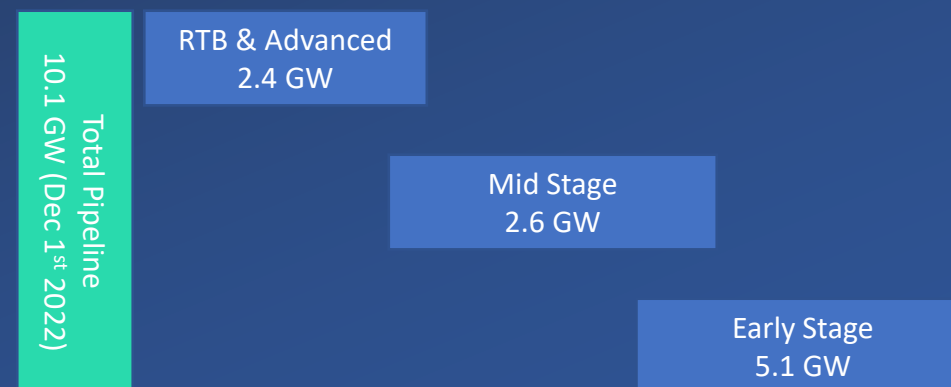 Total Pipeline
10.1 GW (Dec 1st 2022)
RTB & Advanced
2.4 GW
Mid Stage
2.6 GW
Early Stage
5.1 GW